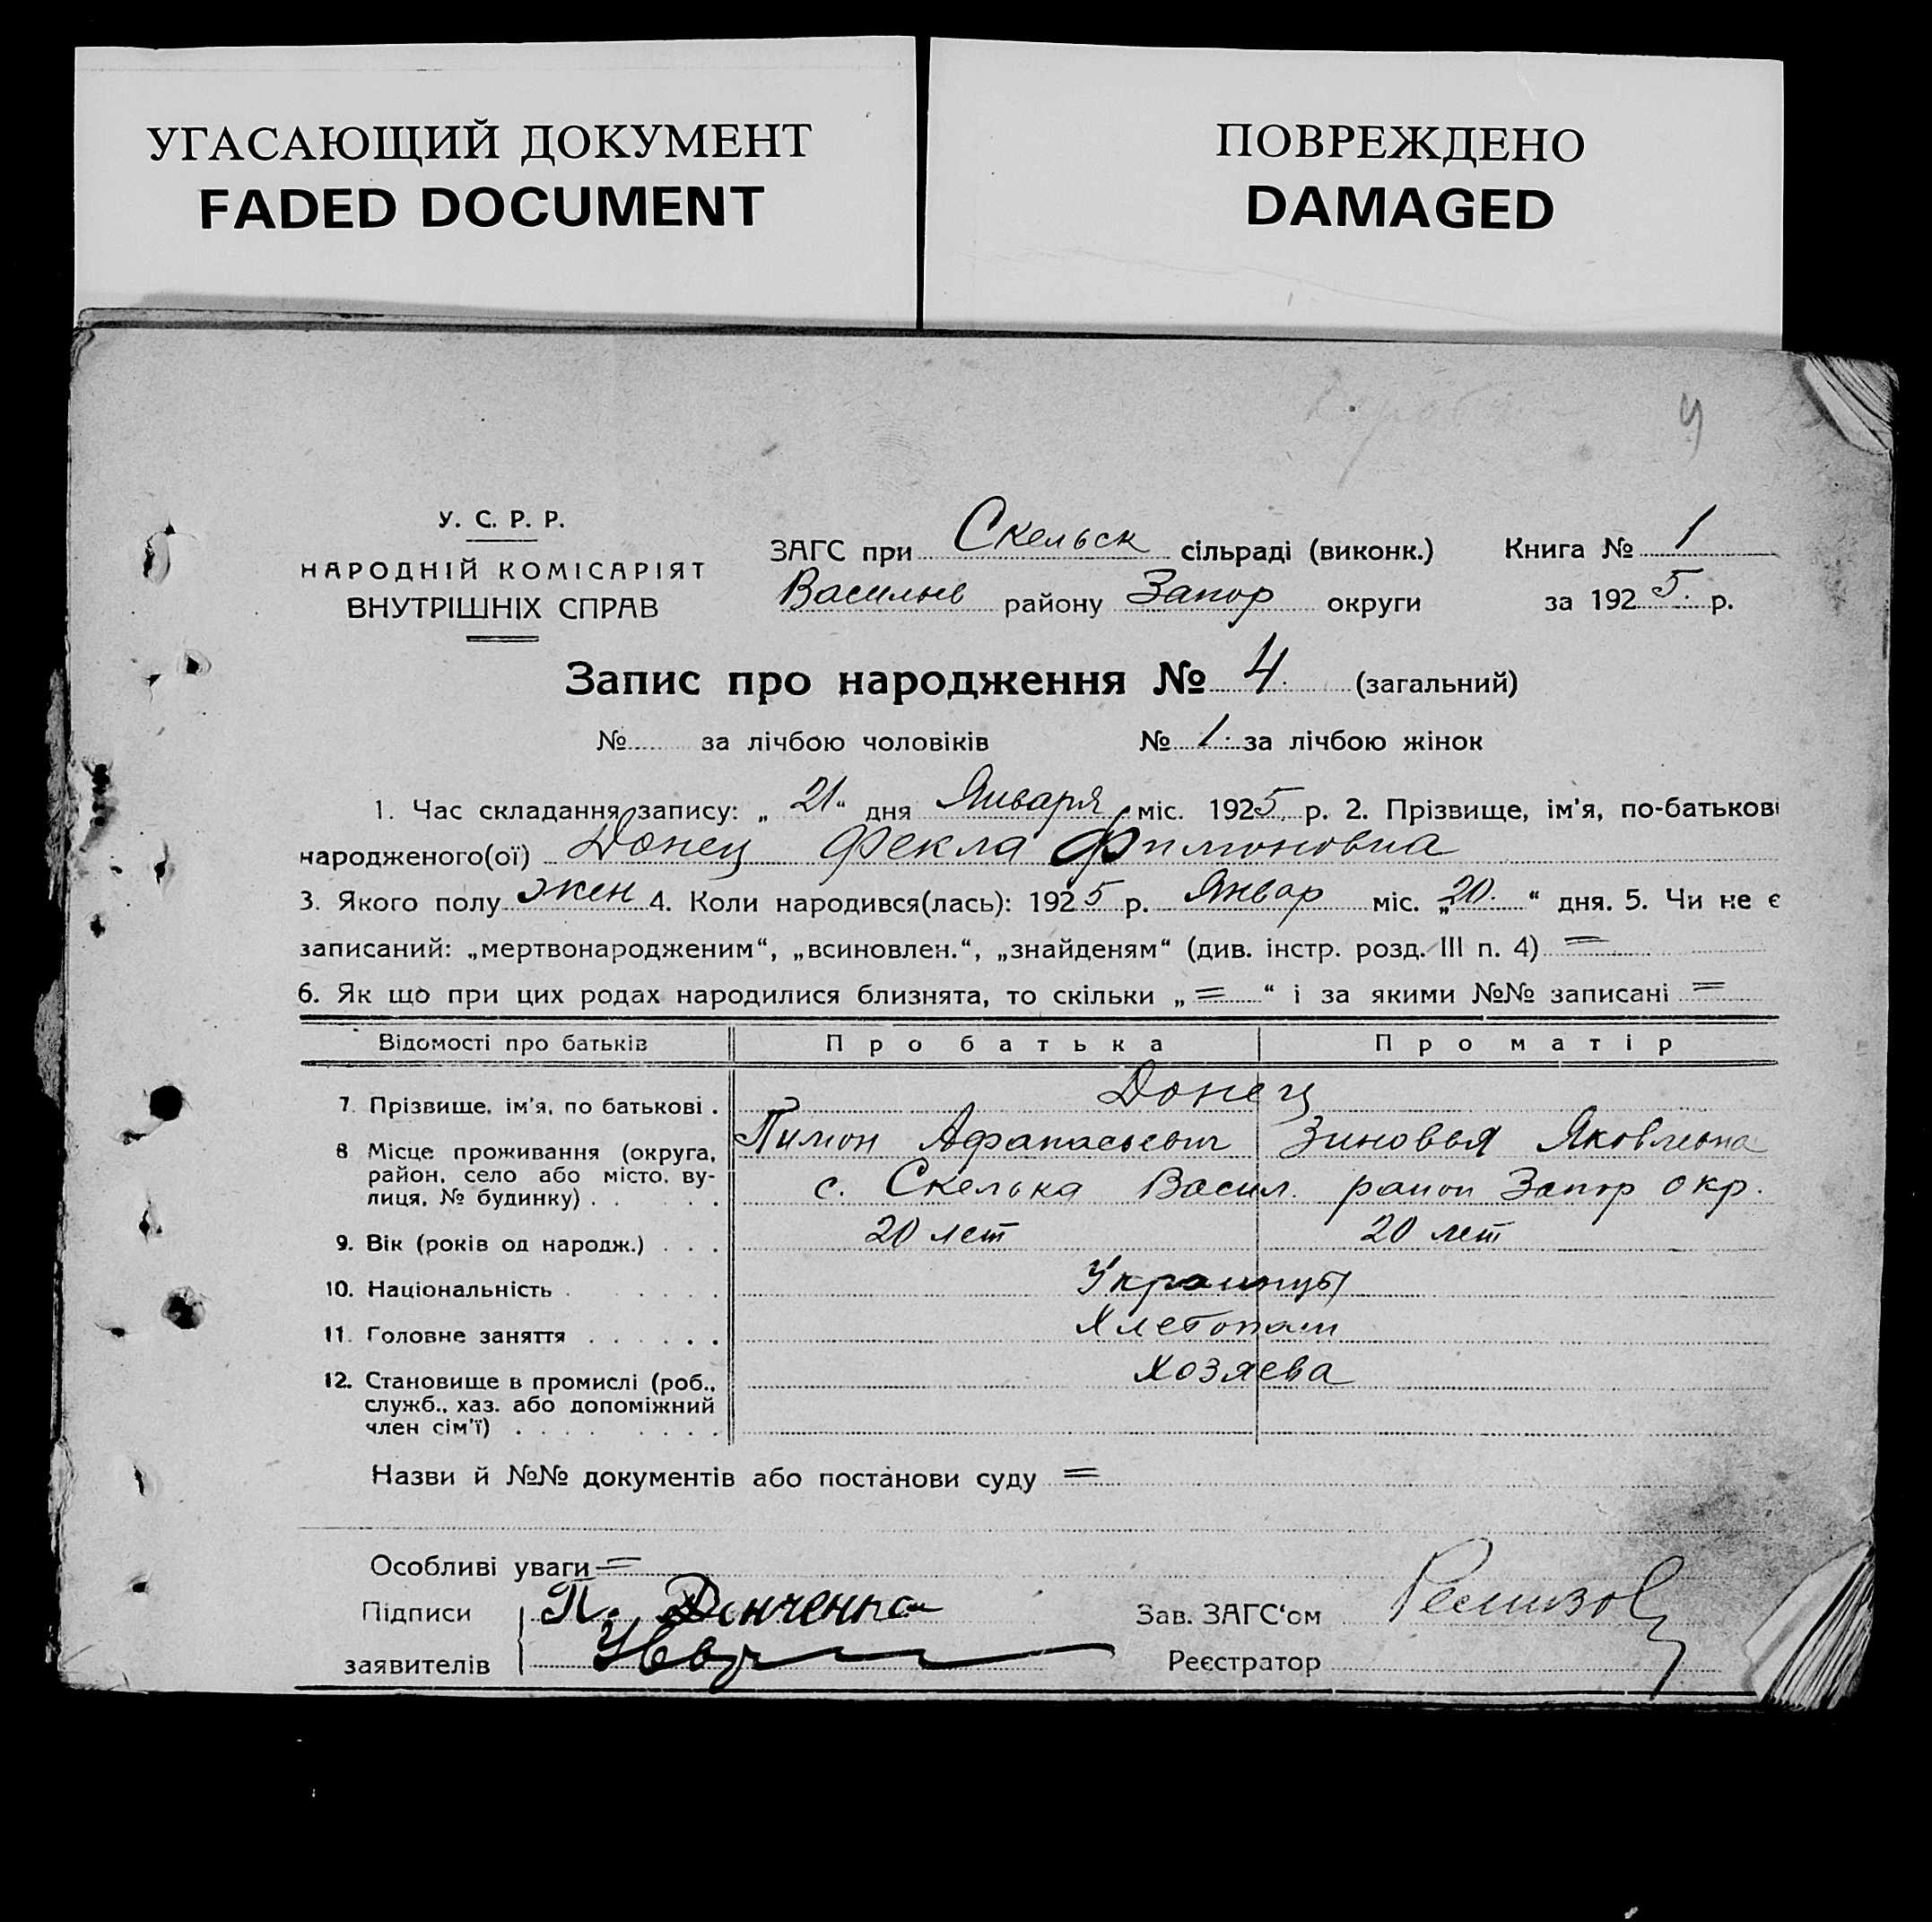 УГАСАЮЩИЙ ДОКУМЕНТ
FADED DOCUMENT
ПОВРЕЖДЕНО
DAMAGED
У. С. Р. Р.
НАРОДНІЙ КОМІСАРІЯТ
ВНУТРІШНІХ СПРАВ
ЗАГС при Скельск сільраді (виконк.) Книга № 1
Васильев району Запор округи за 1925. р.
Запис про народження № 4. (загальний)
№ за лічбою чоловіків № 1. за лічбою жінок
1. Час складання запису: „21“ дня Января міс. 1925. р. 2. Прізвище, ім'я, по-батькові
народженого(ої) Донец Фекла Филионовна
3. Якого полу жен 4. Коли народився(лась): 1925 р. Январ міс. „20.“ дня. 5. Чи не є
записаний: „мертвонародженим“, „всиновлен.“, „знайденям“ (див. інстр. розд. III п. 4) =
6. Як що при цих родах народилися близнята, то скільки „=“ і за якими №№ записані =
Відомості про батьків Про батька Про матір
7. Прізвище, ім'я, по батькові . Донец
Пимон Афанасьевич Зиновья Яковлевна
8 Місце проживання (округа,
район, село або місто, ву-
лиця, № будинку) . . . . с. Скелька Васил. район Запор окр.
9. Вік (років од народж.) . . . 20 лет 20 лет
10. Національність . . . . . Украинцы
11. Головне заняття . . . . . . Хлебопаш
12. Становище в промислі (роб., Хозяева
служб., хаз. або допоміжний
член сім'ї) . . . . . . . .
Назви й №№ документів або постанови суду =
Особливі уваги =
Підписи П. Донченко Зав. ЗАГС'ом Ремизов
заявителів Реєстратор